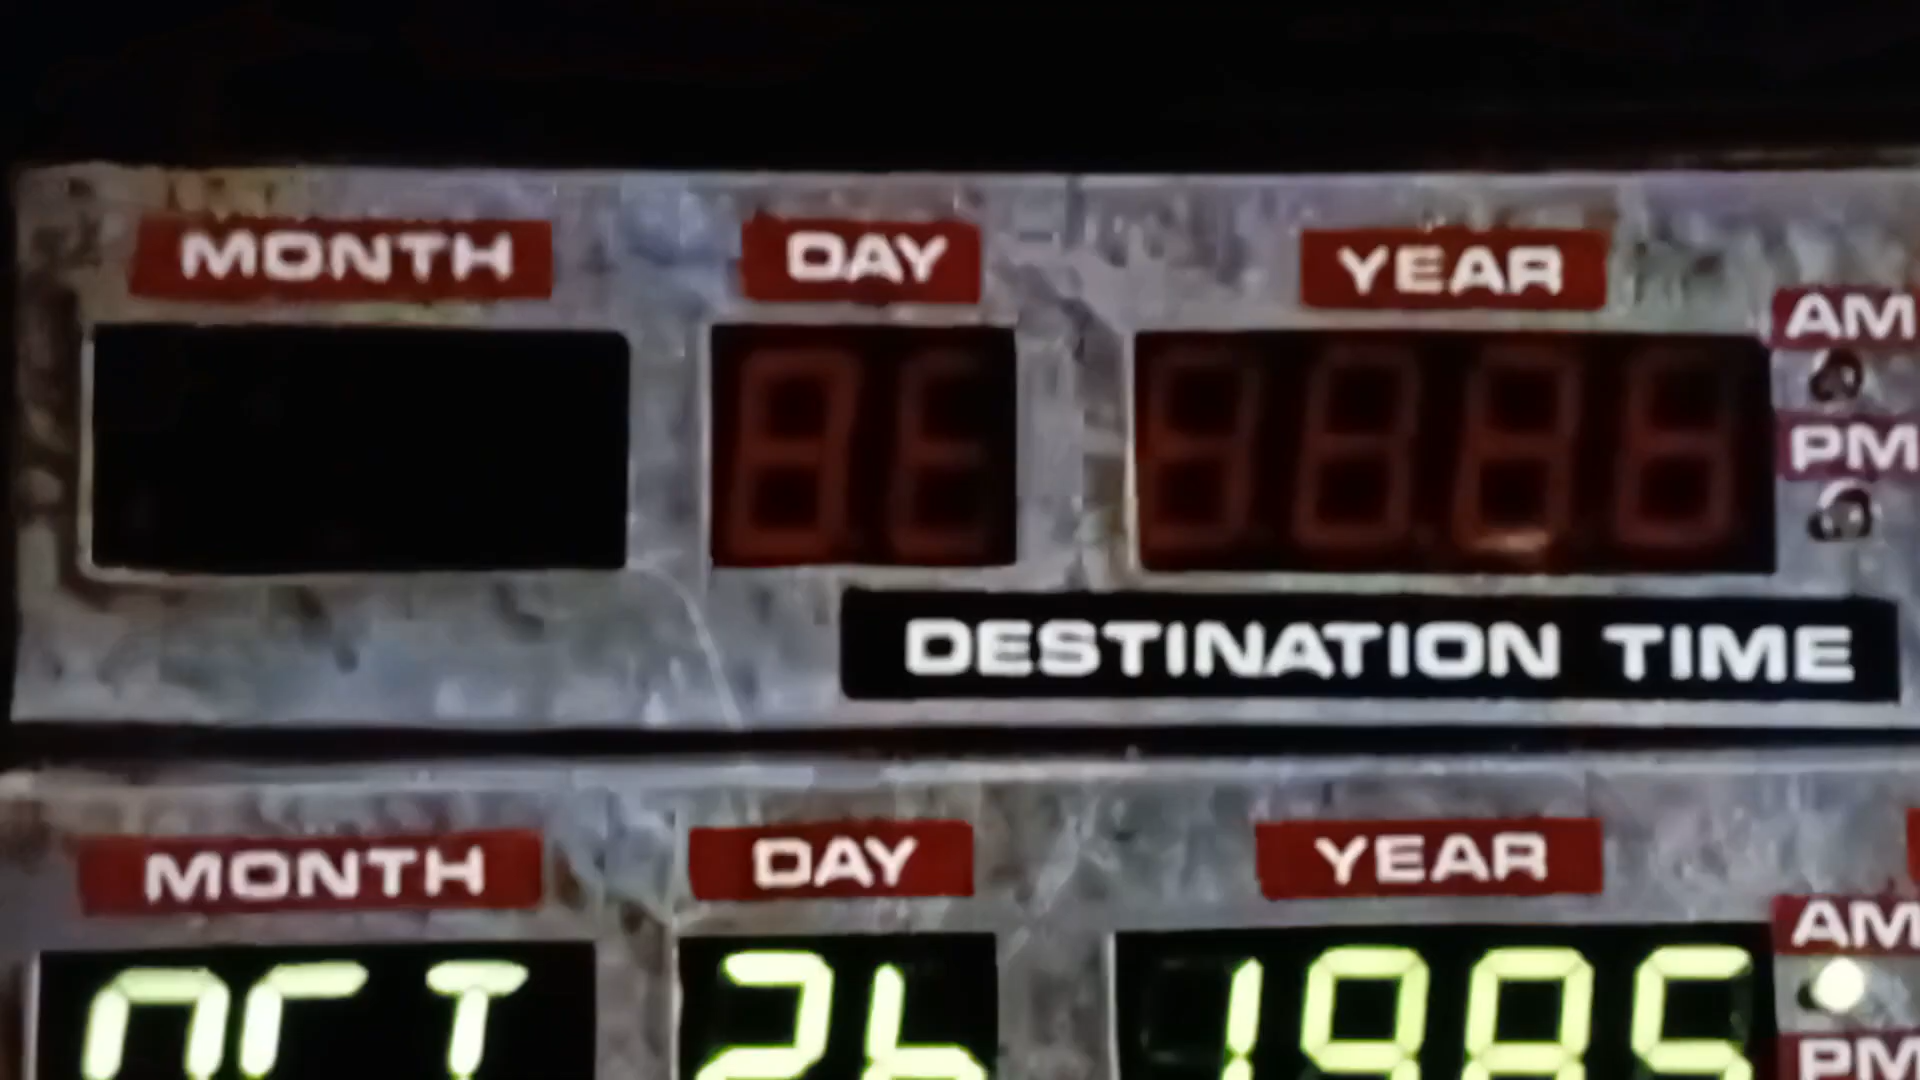 MONTH DAY YEAR
AM
PM
DESTINATION TIME
MONTH DAY YEAR
AM
OCT 26 1985
PM